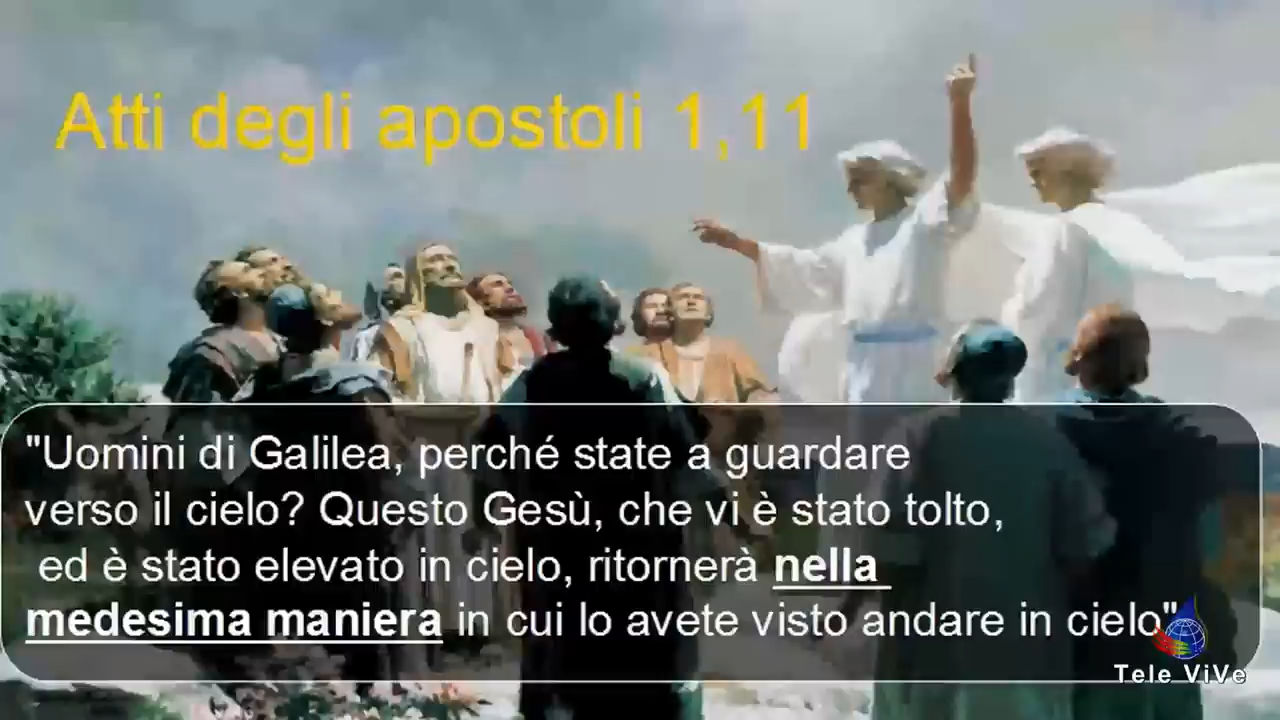 Atti degli apostoli 1,11
"Uomini di Galilea, perché state a guardare
verso il cielo? Questo Gesù, che vi è stato tolto,
ed è stato elevato in cielo, ritornerà nella
medesima maniera in cui lo avete visto andare in cielo"
Tele ViVe